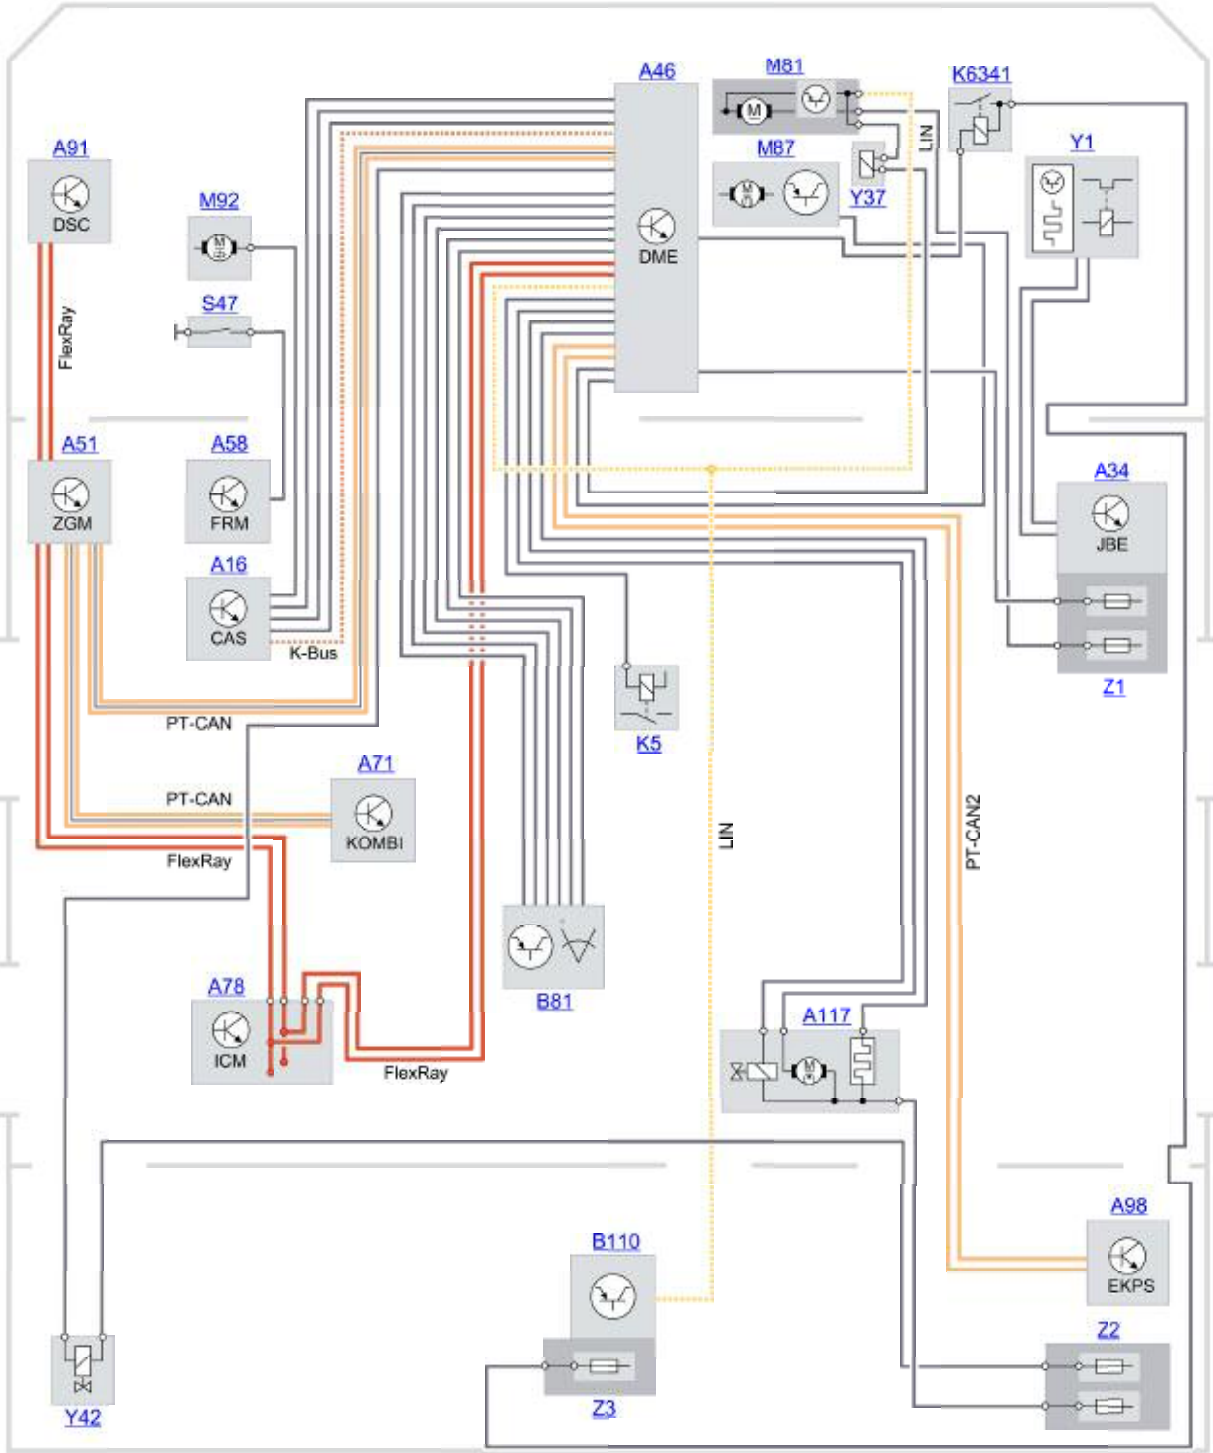 A46
M81
K6341
A91
DSC
M92
M
M87
LIN
Y1
Y37
DME
S47
FlexRay
A51
A58
A34
ZGM
FRM
JBE
A16
CAS
K-Bus
Z1
PT-CAN
K5
A71
PT-CAN
KOMBI
FlexRay
LIN
PT-CAN2
A78
B81
A117
ICM
FlexRay
A98
B110
EKPS
Z2
Z3
Y42